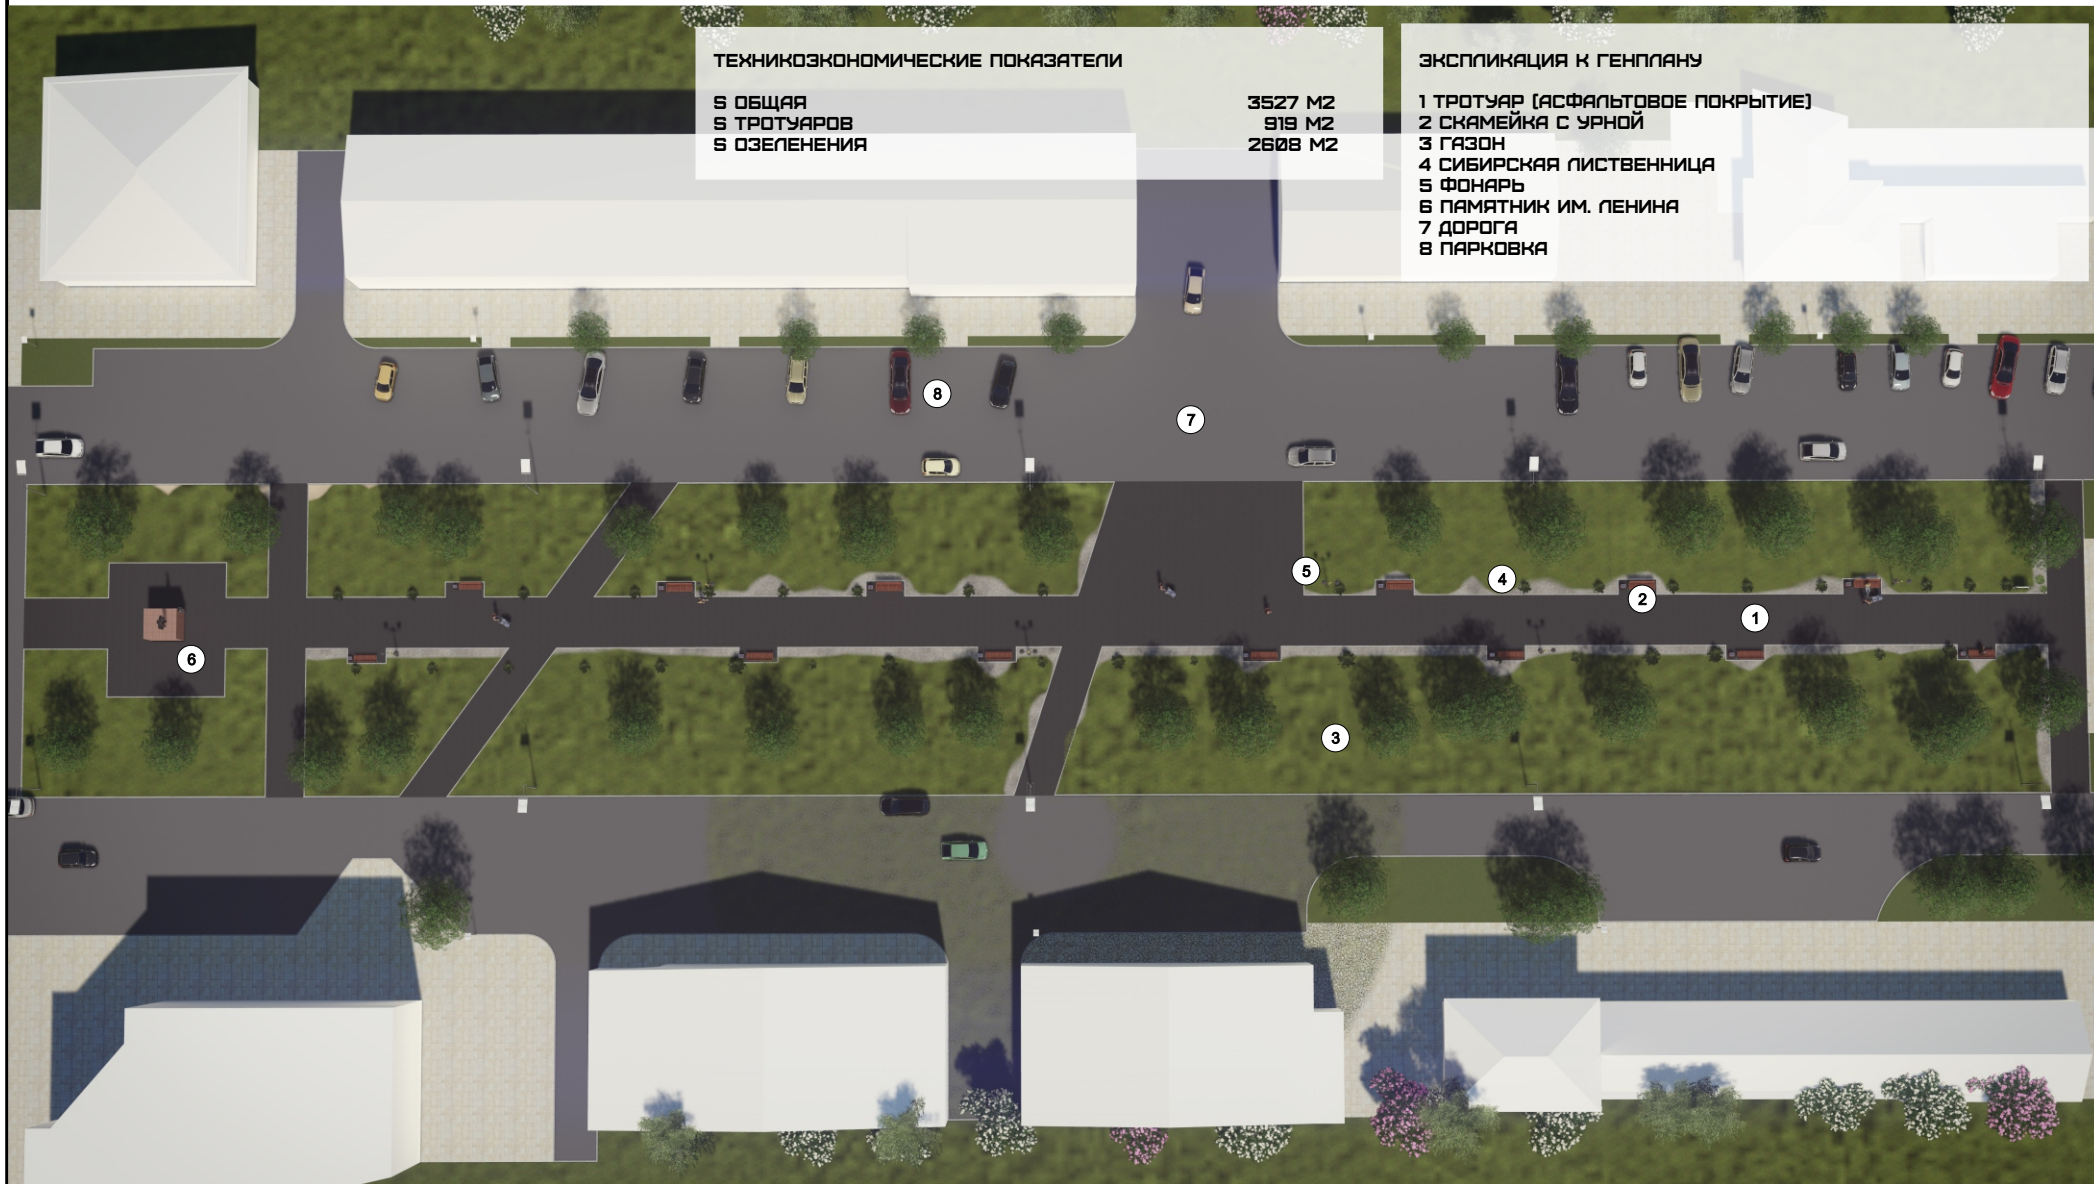 ТЕХНИКОЭКОНОМИЧЕСКИЕ ПОКАЗАТЕЛИ
S ОБЩАЯ 3527 М2
S ТРОТУАРОВ 919 М2
S ОЗЕЛЕНЕНИЯ 2608 М2
ЭКСПЛИКАЦИЯ К ГЕНПЛАНУ
1 ТРОТУАР (АСФАЛЬТОВОЕ ПОКРЫТИЕ)
2 СКАМЕЙКА С УРНОЙ
3 ГАЗОН
4 СИБИРСКАЯ ЛИСТВЕННИЦА
5 ФОНАРЬ
6 ПАМЯТНИК ИМ. ЛЕНИНА
7 ДОРОГА
8 ПАРКОВКА
8
7
5
4
2
1
6
3